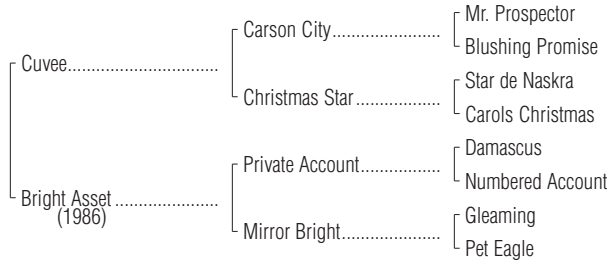 Mr. Prospector
Carson City
Blushing Promise
Cuvee
Star de Naskra
Christmas Star
Carols Christmas
Damascus
Private Account
Numbered Account
Bright Asset
(1986)
Gleaming
Mirror Bright
Pet Eagle